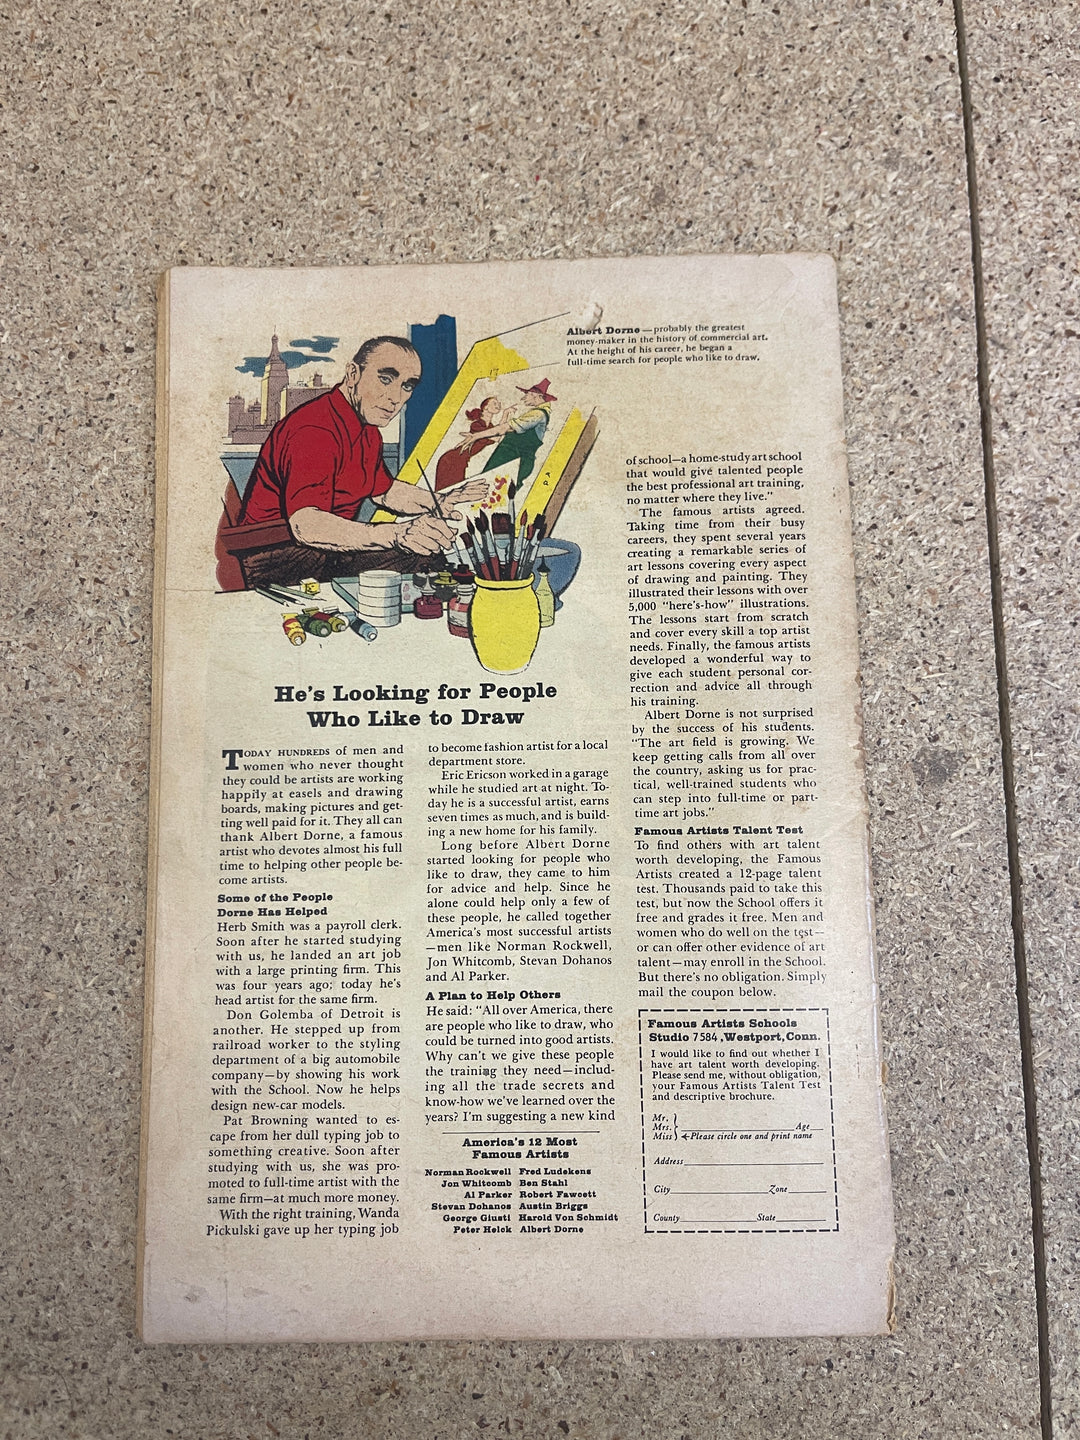 Albert Dorne — probably the greatest
money-maker in the history of commercial art.
At the height of his career, he began a
full-time search for people who like to draw.
He's Looking for People
Who Like to Draw
TODAY HUNDREDS of men and
women who never thought
they could be artists are working
happily at easels and drawing
boards, making pictures and get-
ting well paid for it. They all can
thank Albert Dorne, a famous
artist who devotes almost his full
time to helping other people be-
come artists.
Some of the People
Dorne Has Helped
Herb Smith was a payroll clerk.
Soon after he started studying
with us, he landed an art job
with a large printing firm. This
was four years ago; today he's
head artist for the same firm.
Don Golemba of Detroit is
another. He stepped up from
railroad worker to the styling
department of a big automobile
company—by showing his work
with the School. Now he helps
design new-car models.
Pat Browning wanted to es-
cape from her dull typing job to
something creative. Soon after
studying with us, she was pro-
moted to full-time artist with the
same firm—at much more money.
With the right training, Wanda
Pickulski gave up her typing job
to become fashion artist for a local
department store.
Eric Ericson worked in a garage
while he studied art at night. To-
day he is a successful artist, earns
seven times as much, and is build-
ing a new home for his family.
Long before Albert Dorne
started looking for people who
like to draw, they came to him
for advice and help. Since he
alone could help only a few of
these people, he called together
America's most successful artists
—men like Norman Rockwell,
Jon Whitcomb, Stevan Dohanos
and Al Parker.
A Plan to Help Others
He said: "All over America, there
are people who like to draw, who
could be turned into good artists.
Why can't we give these people
the training they need—includ-
ing all the trade secrets and
know-how we've learned over the
years? I'm suggesting a new kind
America's 12 Most
Famous Artists
Norman Rockwell Fred Ludekens
Jon Whitcomb Ben Stahl
Al Parker Robert Fawcett
Stevan Dohanos Austin Briggs
George Giusti Harold Von Schmidt
Peter Helck Albert Dorne
of school—a home-study art school
that would give talented people
the best professional art training,
no matter where they live."
The famous artists agreed.
Taking time from their busy
careers, they spent several years
creating a remarkable series of
art lessons covering every aspect
of drawing and painting. They
illustrated their lessons with over
5,000 "here's-how" illustrations.
The lessons start from scratch
and cover every skill a top artist
needs. Finally, the famous artists
developed a wonderful way to
give each student personal cor-
rection and advice all through
his training.
Albert Dorne is not surprised
by the success of his students.
"The art field is growing. We
keep getting calls from all over
the country, asking us for prac-
tical, well-trained students who
can step into full-time or part-
time art jobs."
Famous Artists Talent Test
To find others with art talent
worth developing, the Famous
Artists created a 12-page talent
test. Thousands paid to take this
test, but now the School offers it
free and grades it free. Men and
women who do well on the test—
or can offer other evidence of art
talent—may enroll in the School.
But there's no obligation. Simply
mail the coupon below.
Famous Artists Schools
Studio 7584, Westport, Conn.
I would like to find out whether I
have art talent worth developing.
Please send me, without obligation,
your Famous Artists Talent Test
and descriptive brochure.
Mr.
Mrs. Age
Miss ←Please circle one and print name
Address
City Zone
County State